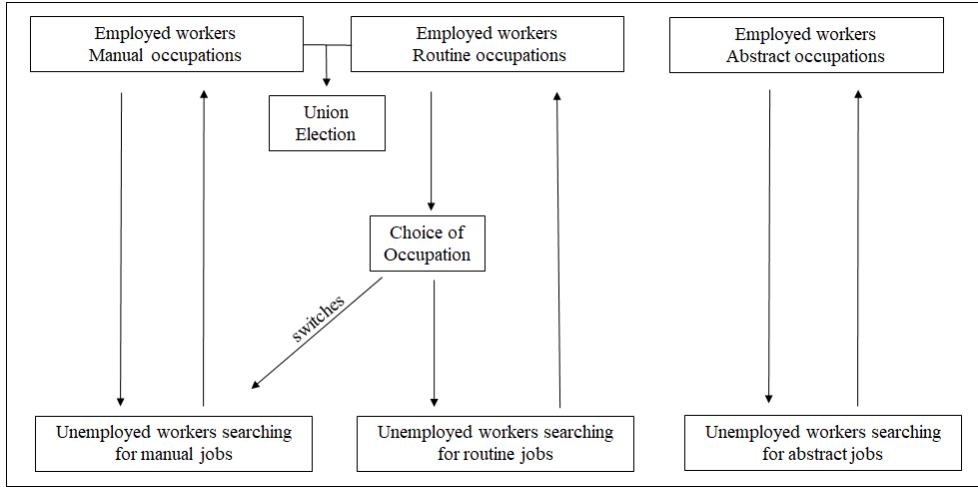 Employed workers
Manual occupations
Employed workers
Routine occupations
Employed workers
Abstract occupations
Union
Election
Choice of
Occupation
switches
Unemployed workers searching
for manual jobs
Unemployed workers searching
for routine jobs
Unemployed workers searching
for abstract jobs